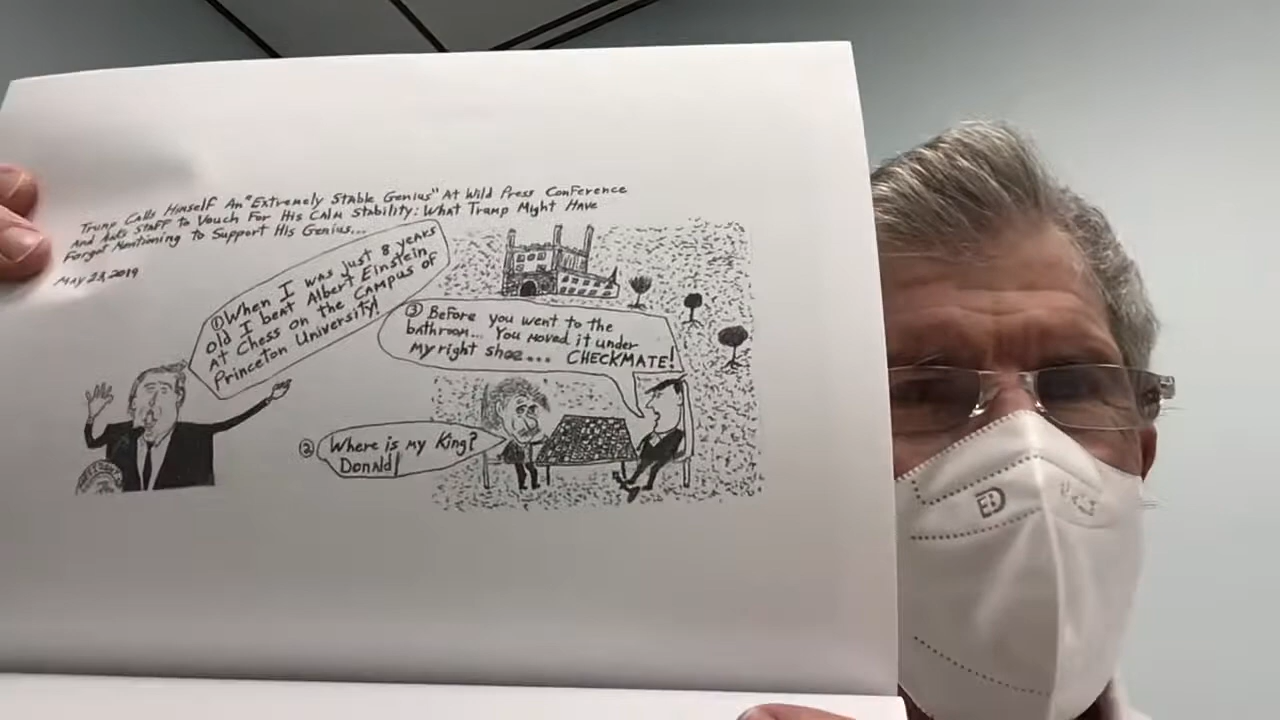 Trump Calls Himself An "Extremely Stable Genius" At Wild Press Conference
And Asks Staff to Vouch For His Calm Stability: What Trump Might Have
Forgot Mentioning to Support His Genius...
May 23, 2019
① When I was just 8 years
old I beat Albert Einstein
At Chess on the CAMPUS of
Princeton University!
② Where is my King?
Donald
③ Before you went to the
bathroom... You moved it under
My right shoe... CHECKMATE!